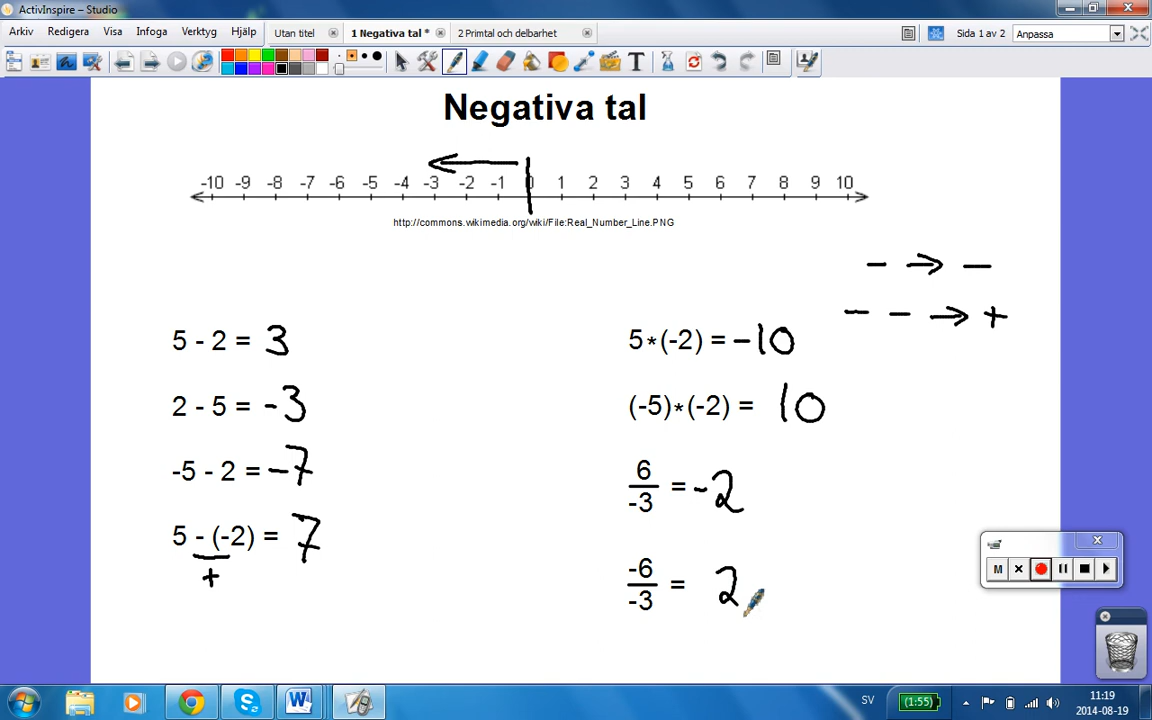 ActivInspire – Studio
Arkiv Redigera Visa Infoga Verktyg Hjälp
Utan titel
1 Negativa tal *
2 Primtal och delbarhet
Sida 1 av 2
Anpassa
Negativa tal
-10 -9 -8 -7 -6 -5 -4 -3 -2 -1 0 1 2 3 4 5 6 7 8 9 10
http://commons.wikimedia.org/wiki/File:Real_Number_Line.PNG
- → -
- - → +
5 - 2 = 3
2 - 5 = -3
-5 - 2 = -7
5 - (-2) = 7
+
5*(-2) = -10
(-5)*(-2) = 10
6
-3
= -2
-6
-3
= 2
M
SV
(1:55)
11:19
2014-08-19